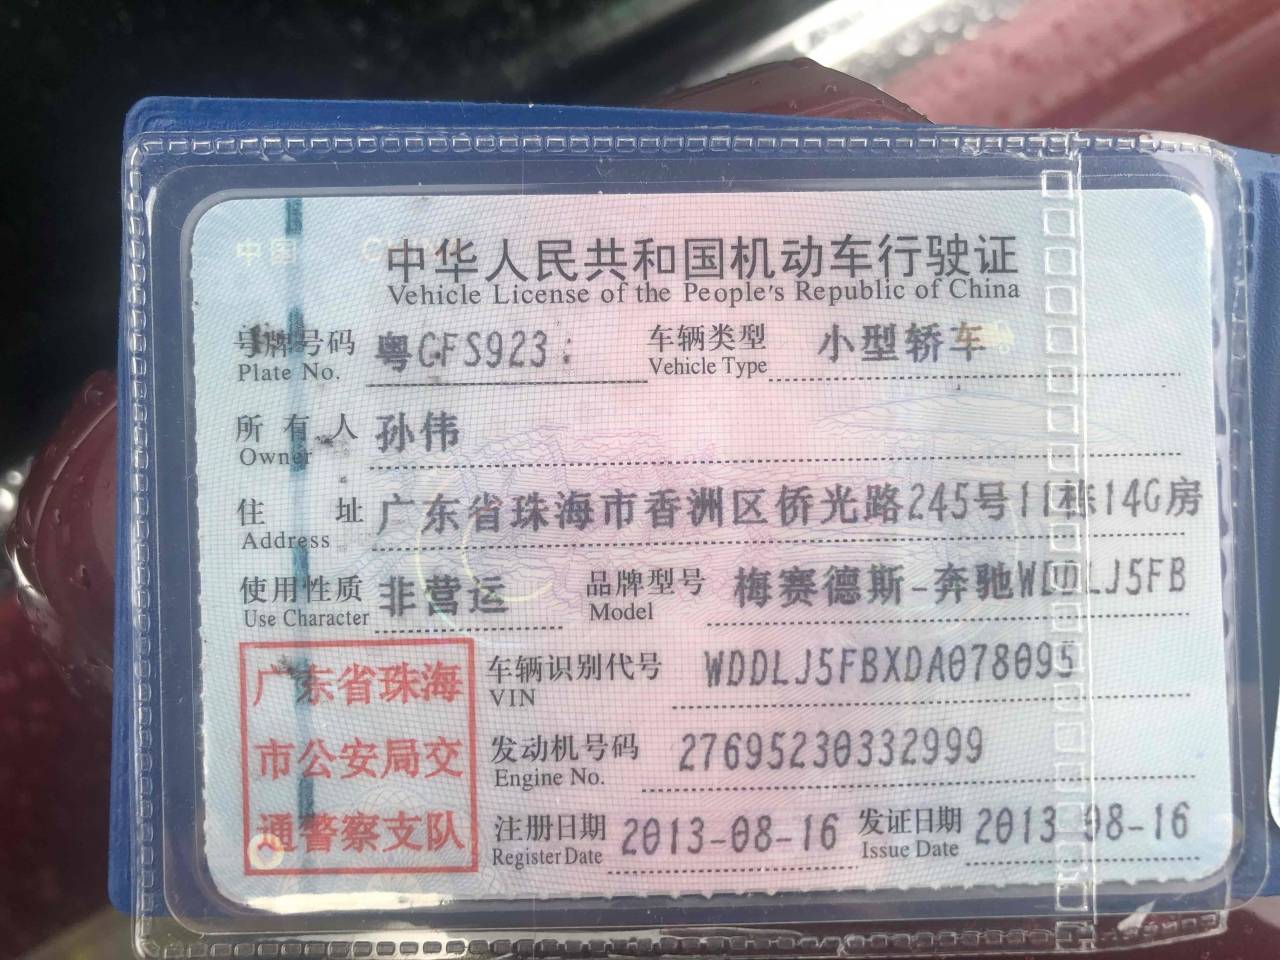 中国 CHINA
中华人民共和国机动车行驶证
Vehicle License of the People's Republic of China
号牌号码 粤CFS923: 车辆类型 小型轿车
Plate No. Vehicle Type
所有人 孙伟
Owner
住址 广东省珠海市香洲区侨光路245号11栋14G房
Address
使用性质 非营运 品牌型号 梅赛德斯-奔驰WDDLJ5FB
Use Character Model
广东省珠海 车辆识别代号 WDDLJ5FBXDA078095
VIN
市公安局交 发动机号码 27695230332999
Engine No.
通警察支队 注册日期 2013-08-16 发证日期 2013-08-16
Register Date Issue Date